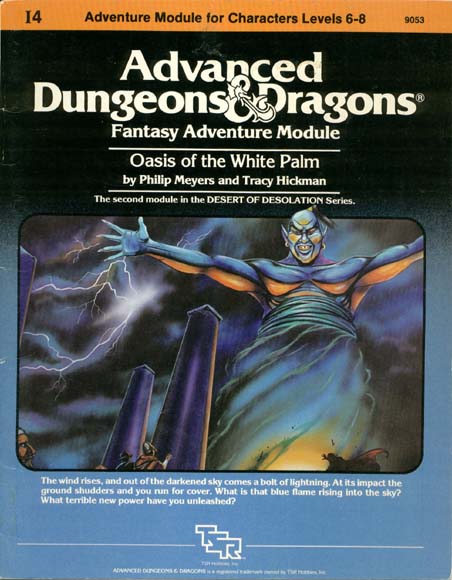 I4 Adventure Module for Characters Levels 6-8 9053
Advanced
Dungeons & Dragons®
Fantasy Adventure Module
Oasis of the White Palm
by Philip Meyers and Tracy Hickman
The second module in the DESERT OF DESOLATION Series.
The wind rises, and out of the darkened sky comes a bolt of lightning. At its impact the
ground shudders and you run for cover. What is that blue flame rising into the sky?
What terrible new power have you unleashed?
TSR
TSR Hobbies, Inc.
ADVANCED DUNGEONS & DRAGONS is a registered trademark owned by TSR Hobbies, Inc.